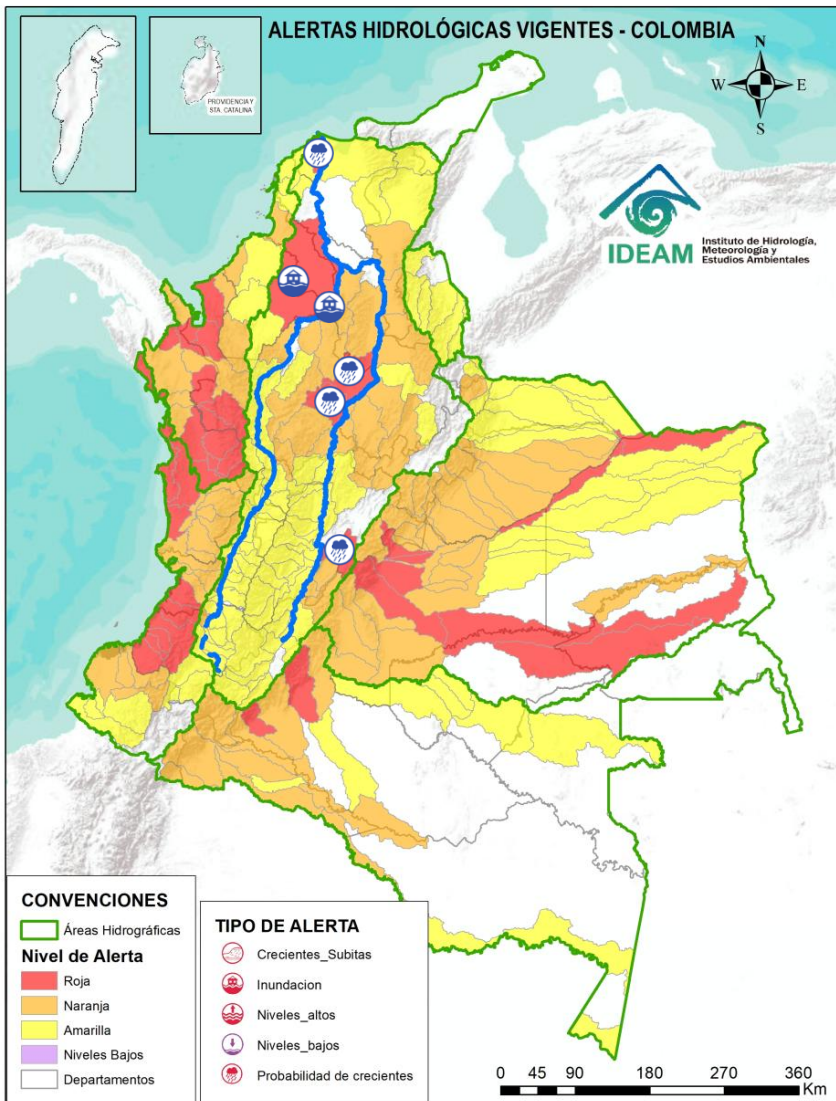 ALERTAS HIDROLÓGICAS VIGENTES - COLOMBIA
PROVIDENCIA Y
STA. CATALINA
N
W
E
S
IDEAM
Instituto de Hidrología,
Meteorología y
Estudios Ambientales
CONVENCIONES
Áreas Hidrográficas
Nivel de Alerta
Roja
Naranja
Amarilla
Niveles Bajos
Departamentos
TIPO DE ALERTA
Crecientes_Subitas
Inundacion
Niveles_altos
Niveles_bajos
Probabilidad de crecientes
0 45 90 180 270 360
Km